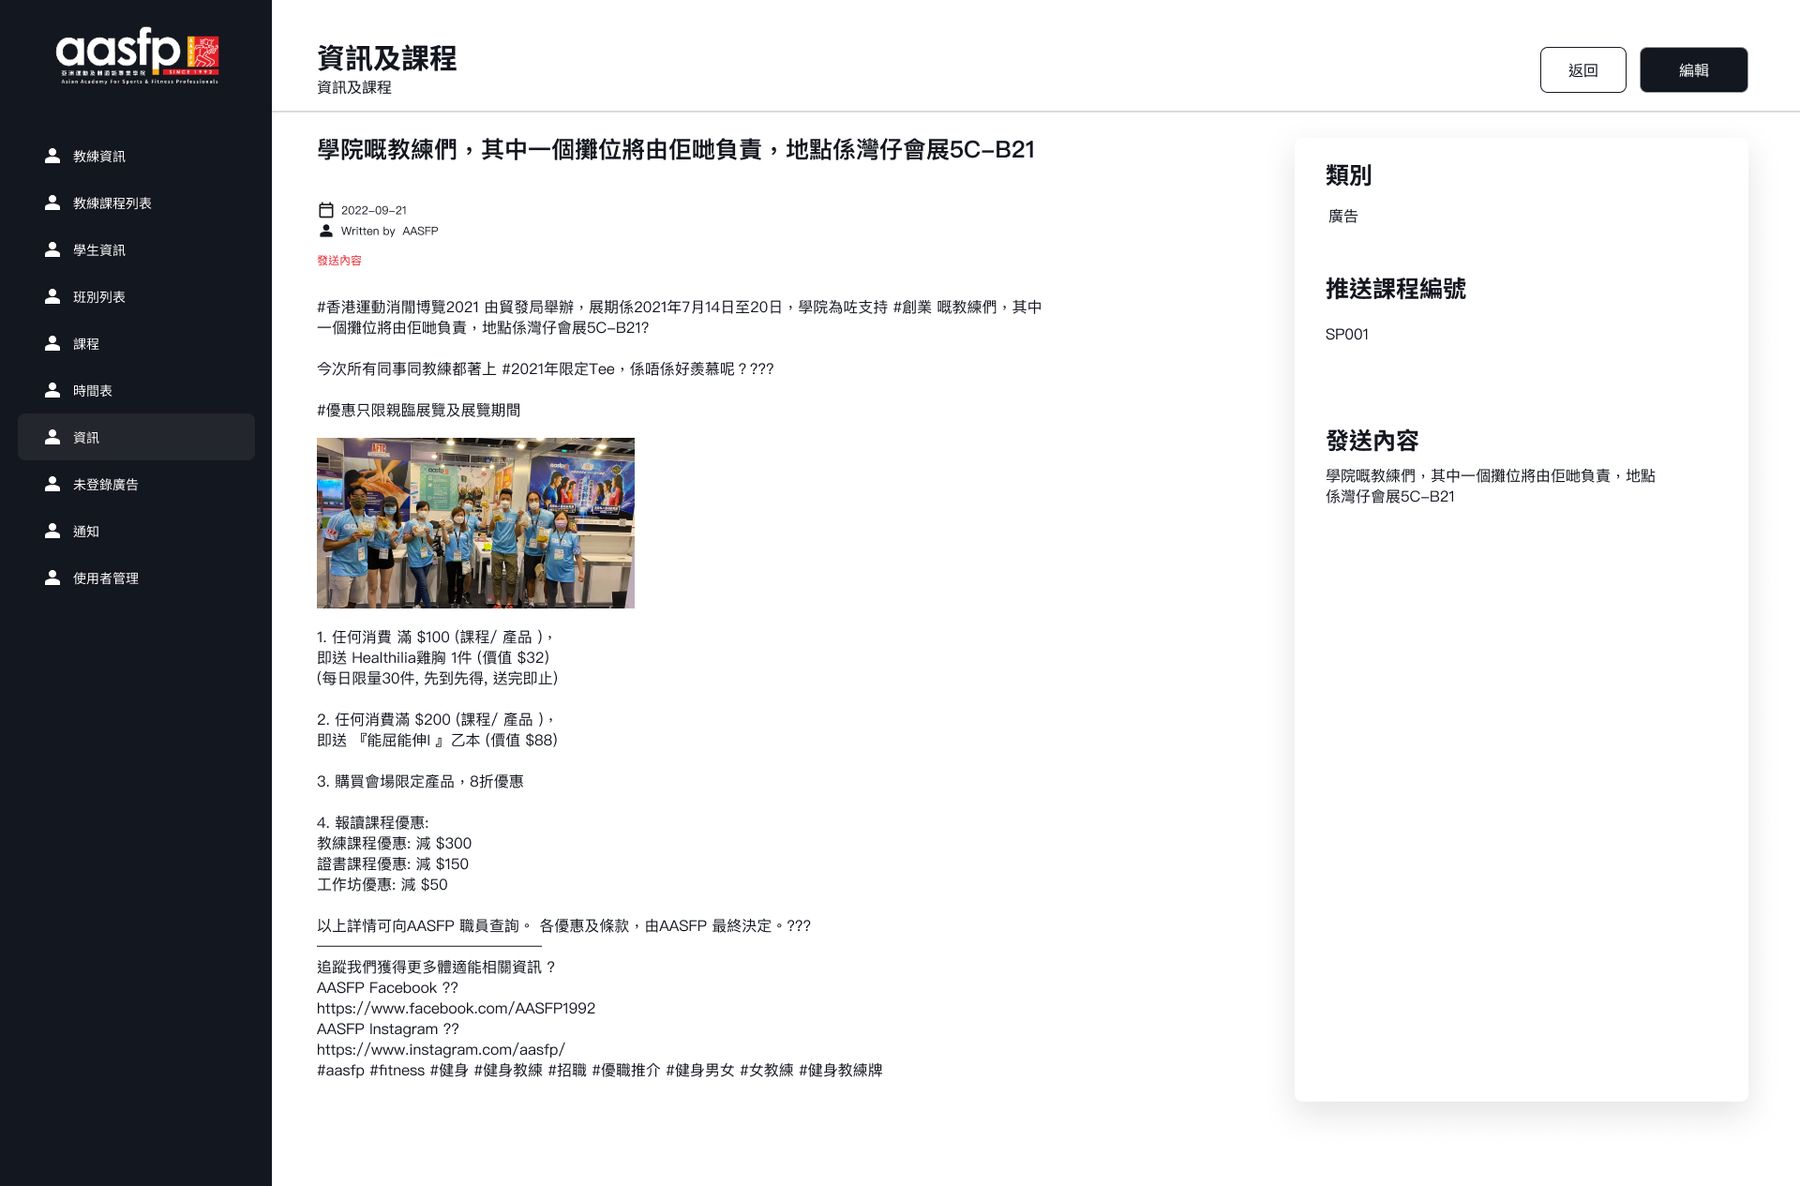 aasfp
亞洲運動及體適能專業學院
SINCE 1992
Asian Academy For Sports & Fitness Professionals
教練資訊
教練課程列表
學生資訊
班別列表
課程
時間表
資訊
未登錄廣告
通知
使用者管理
資訊及課程
資訊及課程
返回
編輯
學院嘅教練們，其中一個攤位將由佢哋負責，地點係灣仔會展5C-B21
2022-09-21
Written by AASFP
發送內容
#香港運動消閒博覽2021 由貿發局舉辦，展期係2021年7月14日至20日，學院為咗支持 #創業 嘅教練們，其中
一個攤位將由佢哋負責，地點係灣仔會展5C-B21?
今次所有同事同教練都著上 #2021年限定Tee，係唔係好羨慕呢？???
#優惠只限親臨展覽及展覽期間
aasfp
1. 任何消費 滿 $100 (課程/ 產品 )，
即送 Healthilia雞胸 1件 (價值 $32)
(每日限量30件, 先到先得, 送完即止)
2. 任何消費滿 $200 (課程/ 產品 )，
即送 『能屈能伸I 』乙本 (價值 $88)
3. 購買會場限定產品，8折優惠
4. 報讀課程優惠:
教練課程優惠: 減 $300
證書課程優惠: 減 $150
工作坊優惠: 減 $50
以上詳情可向AASFP 職員查詢。 各優惠及條款，由AASFP 最終決定。???
追蹤我們獲得更多體適能相關資訊 ?
AASFP Facebook ??
https://www.facebook.com/AASFP1992
AASFP Instagram ??
https://www.instagram.com/aasfp/
#aasfp #fitness #健身 #健身教練 #招職 #優職推介 #健身男女 #女教練 #健身教練牌
類別
廣告
推送課程編號
SP001
發送內容
學院嘅教練們，其中一個攤位將由佢哋負責，地點
係灣仔會展5C-B21